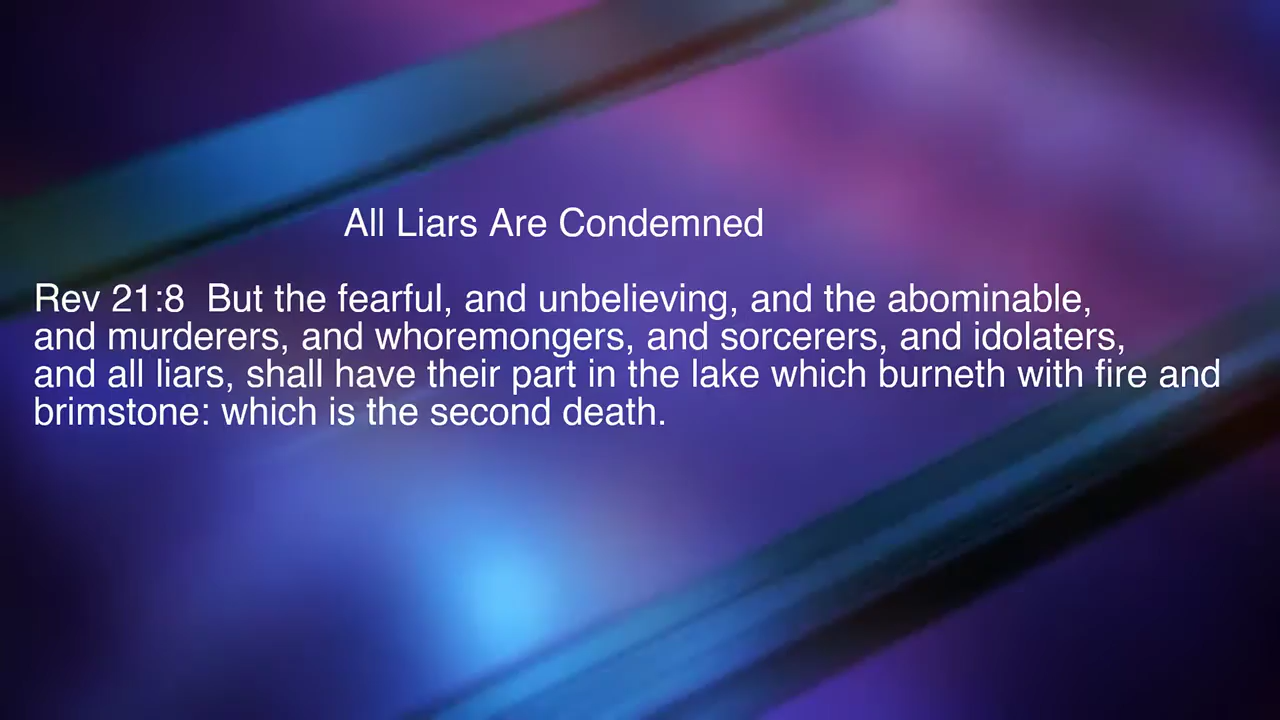 All Liars Are Condemned
Rev 21:8  But the fearful, and unbelieving, and the abominable,
and murderers, and whoremongers, and sorcerers, and idolaters,
and all liars, shall have their part in the lake which burneth with fire and
brimstone: which is the second death.